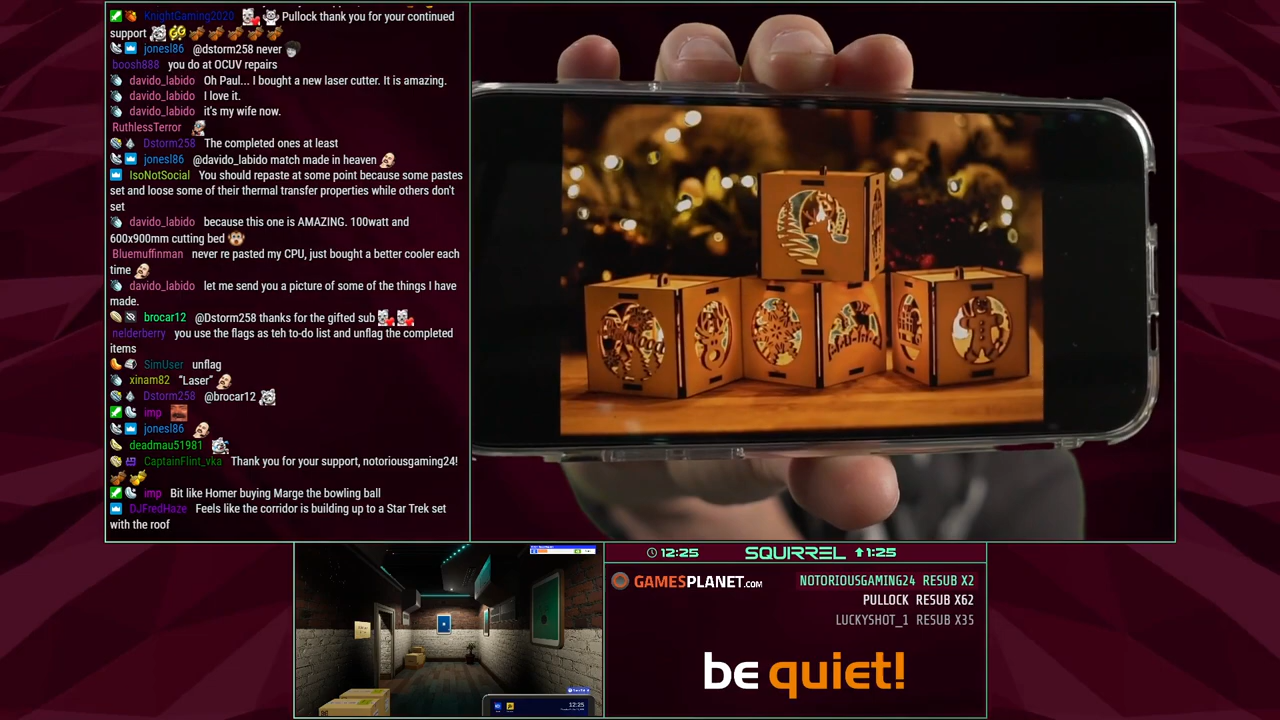 KnightGaming2020 Pullock thank you for your continued
support
jonesl86 @dstorm258 never
boosh888 you do at OCUV repairs
davido_labido Oh Paul... I bought a new laser cutter. It is amazing.
davido_labido I love it.
davido_labido it's my wife now.
RuthlessTerror
Dstorm258 The completed ones at least
jonesl86 @davido_labido match made in heaven
IsoNotSocial You should repaste at some point because some pastes
set and loose some of their thermal transfer properties while others don't
set
davido_labido because this one is AMAZING. 100watt and
600x900mm cutting bed
Bluemuffinman never re pasted my CPU, just bought a better cooler each
time
davido_labido let me send you a picture of some of the things I have
made.
brocar12 @Dstorm258 thanks for the gifted sub
nelderberry you use the flags as teh to-do list and unflag the completed
items
SimUser unflag
xinam82 “Laser”
Dstorm258 @brocar12
imp
jonesl86
deadmau51981
CaptainFlint_vka Thank you for your support, notoriousgaming24!
imp Bit like Homer buying Marge the bowling ball
DJFredHaze Feels like the corridor is building up to a Star Trek set
with the roof
12:25 SQUIRREL 1:25
GAMESPLANET.COM
NOTORIOUSGAMING24 RESUB X2
PULLOCK RESUB X62
LUCKYSHOT_1 RESUB X35
be quiet!
12:25